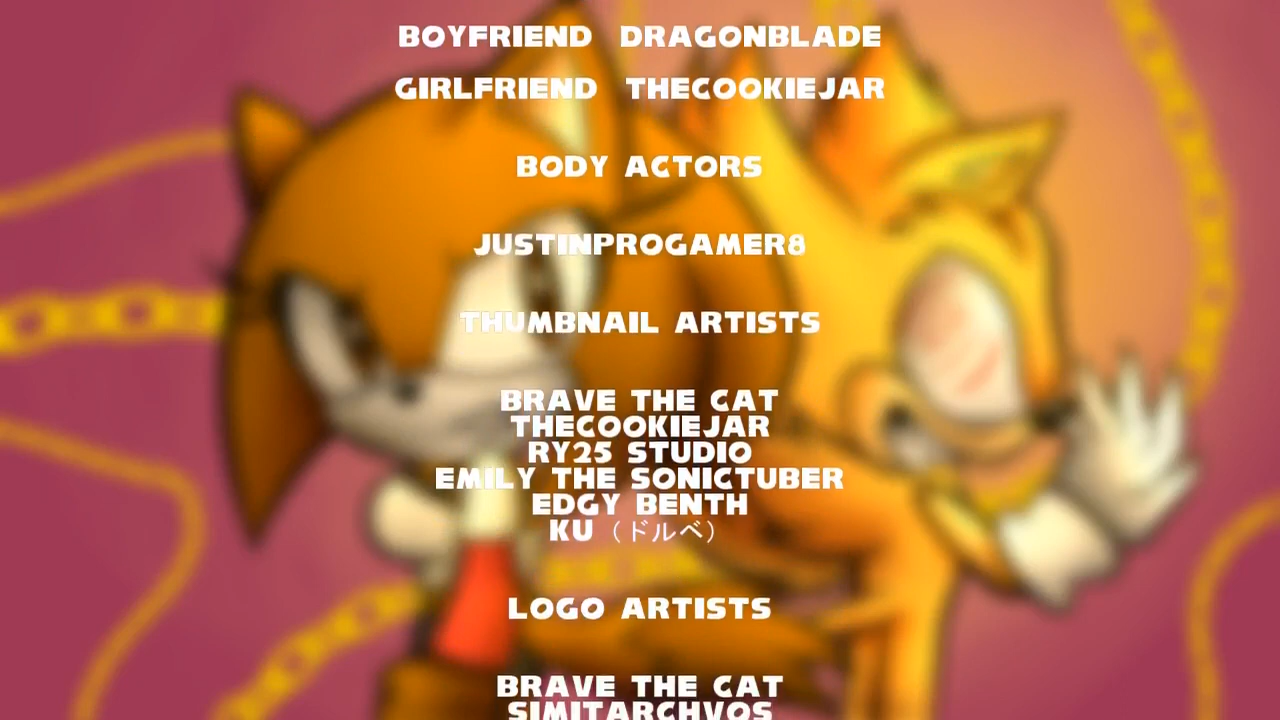 BOYFRIEND DRAGONBLADE
GIRLFRIEND THECOOKIEJAR
BODY ACTORS
JUSTINPROGAMER8
THUMBNAIL ARTISTS
BRAVE THE CAT
THECOOKIEJAR
RY25 STUDIO
EMILY THE SONICTUBER
EDGY BENTH
KU（ドルベ）
LOGO ARTISTS
BRAVE THE CAT
SIMITARCHVOS